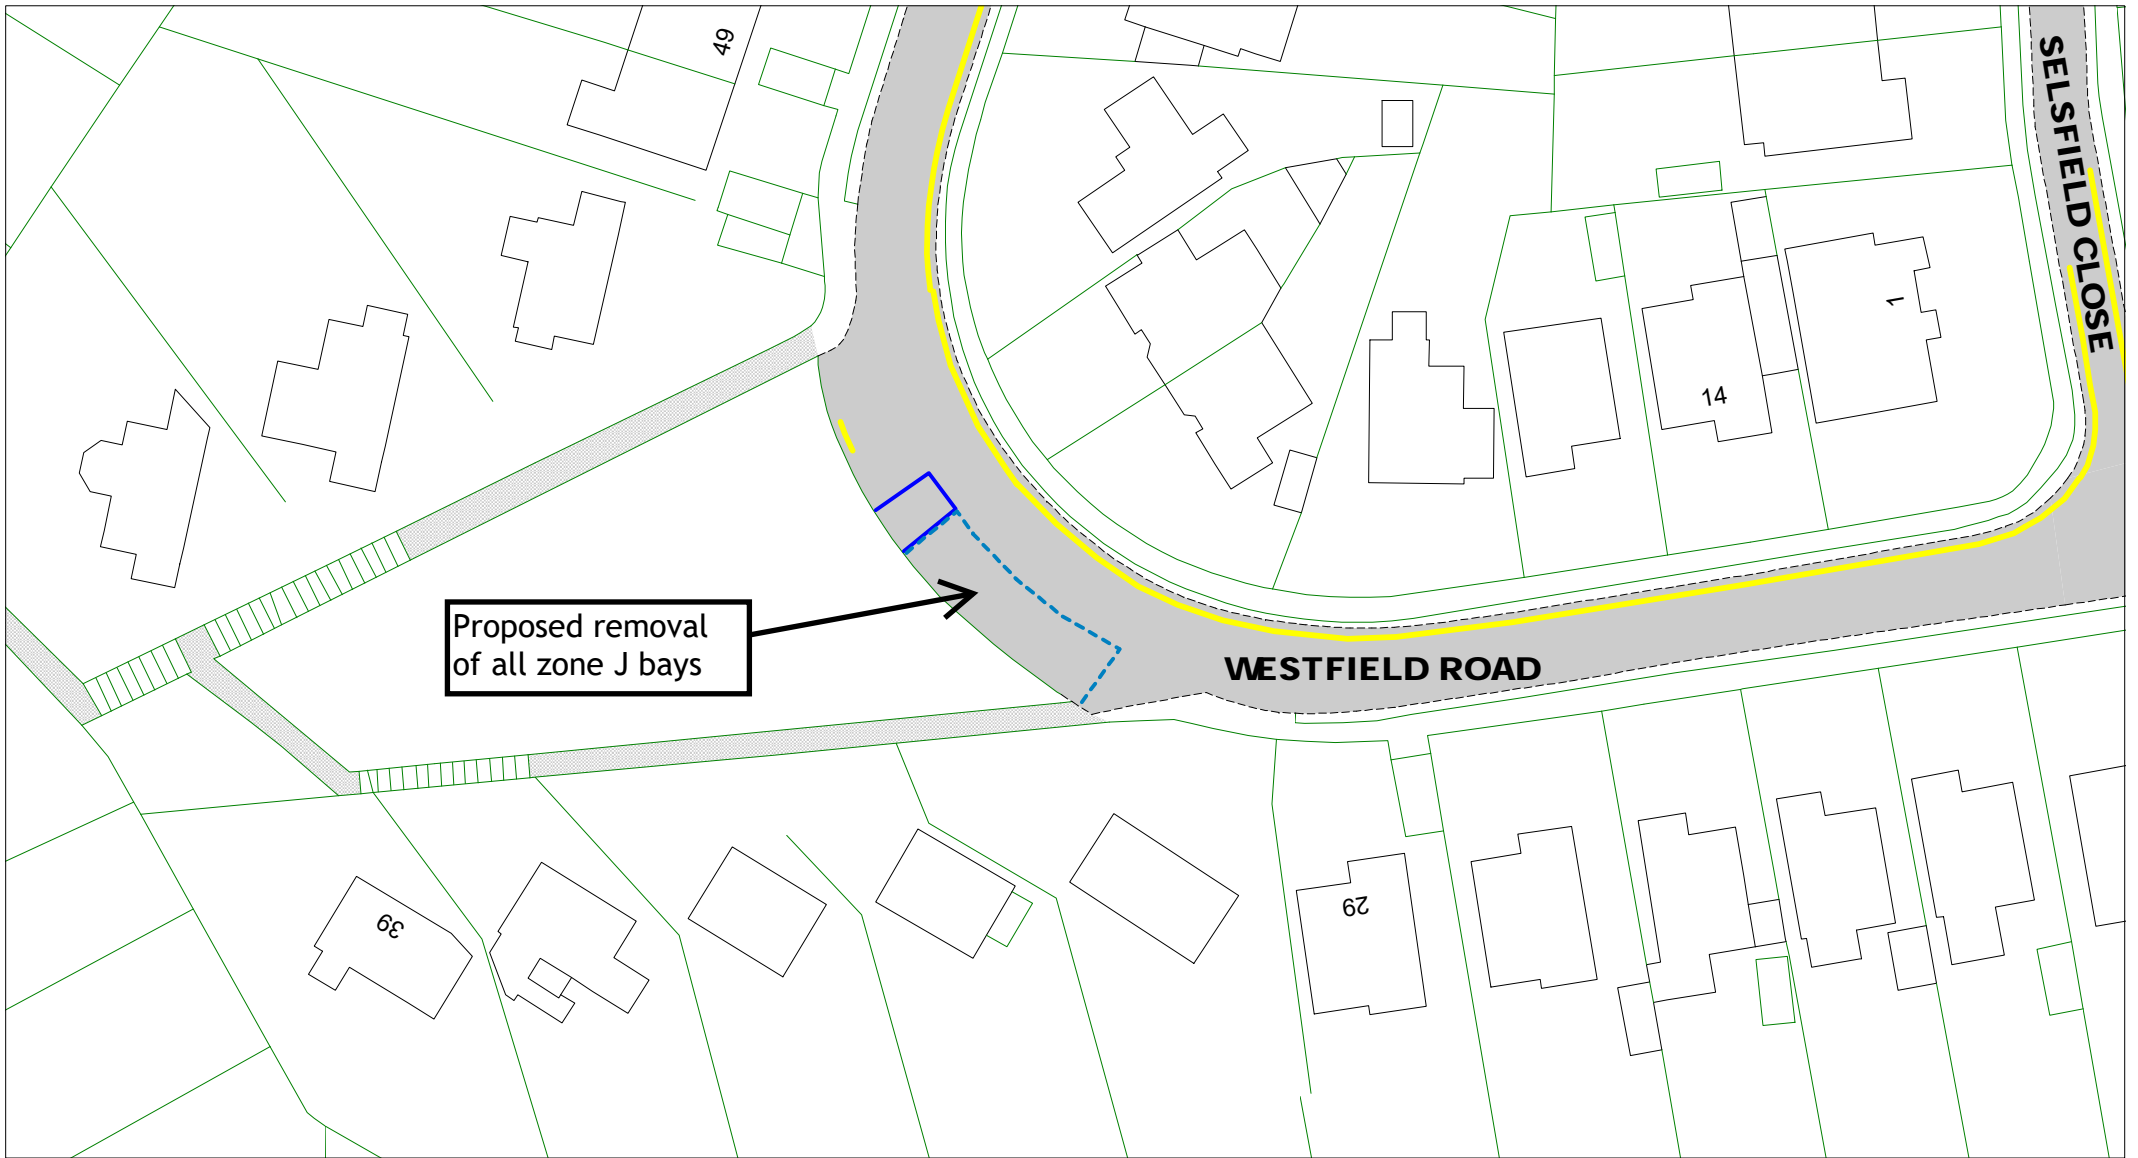 49
SELSFIELD CLOSE
1
14
Proposed removal
of all zone J bays
WESTFIELD ROAD
39
29